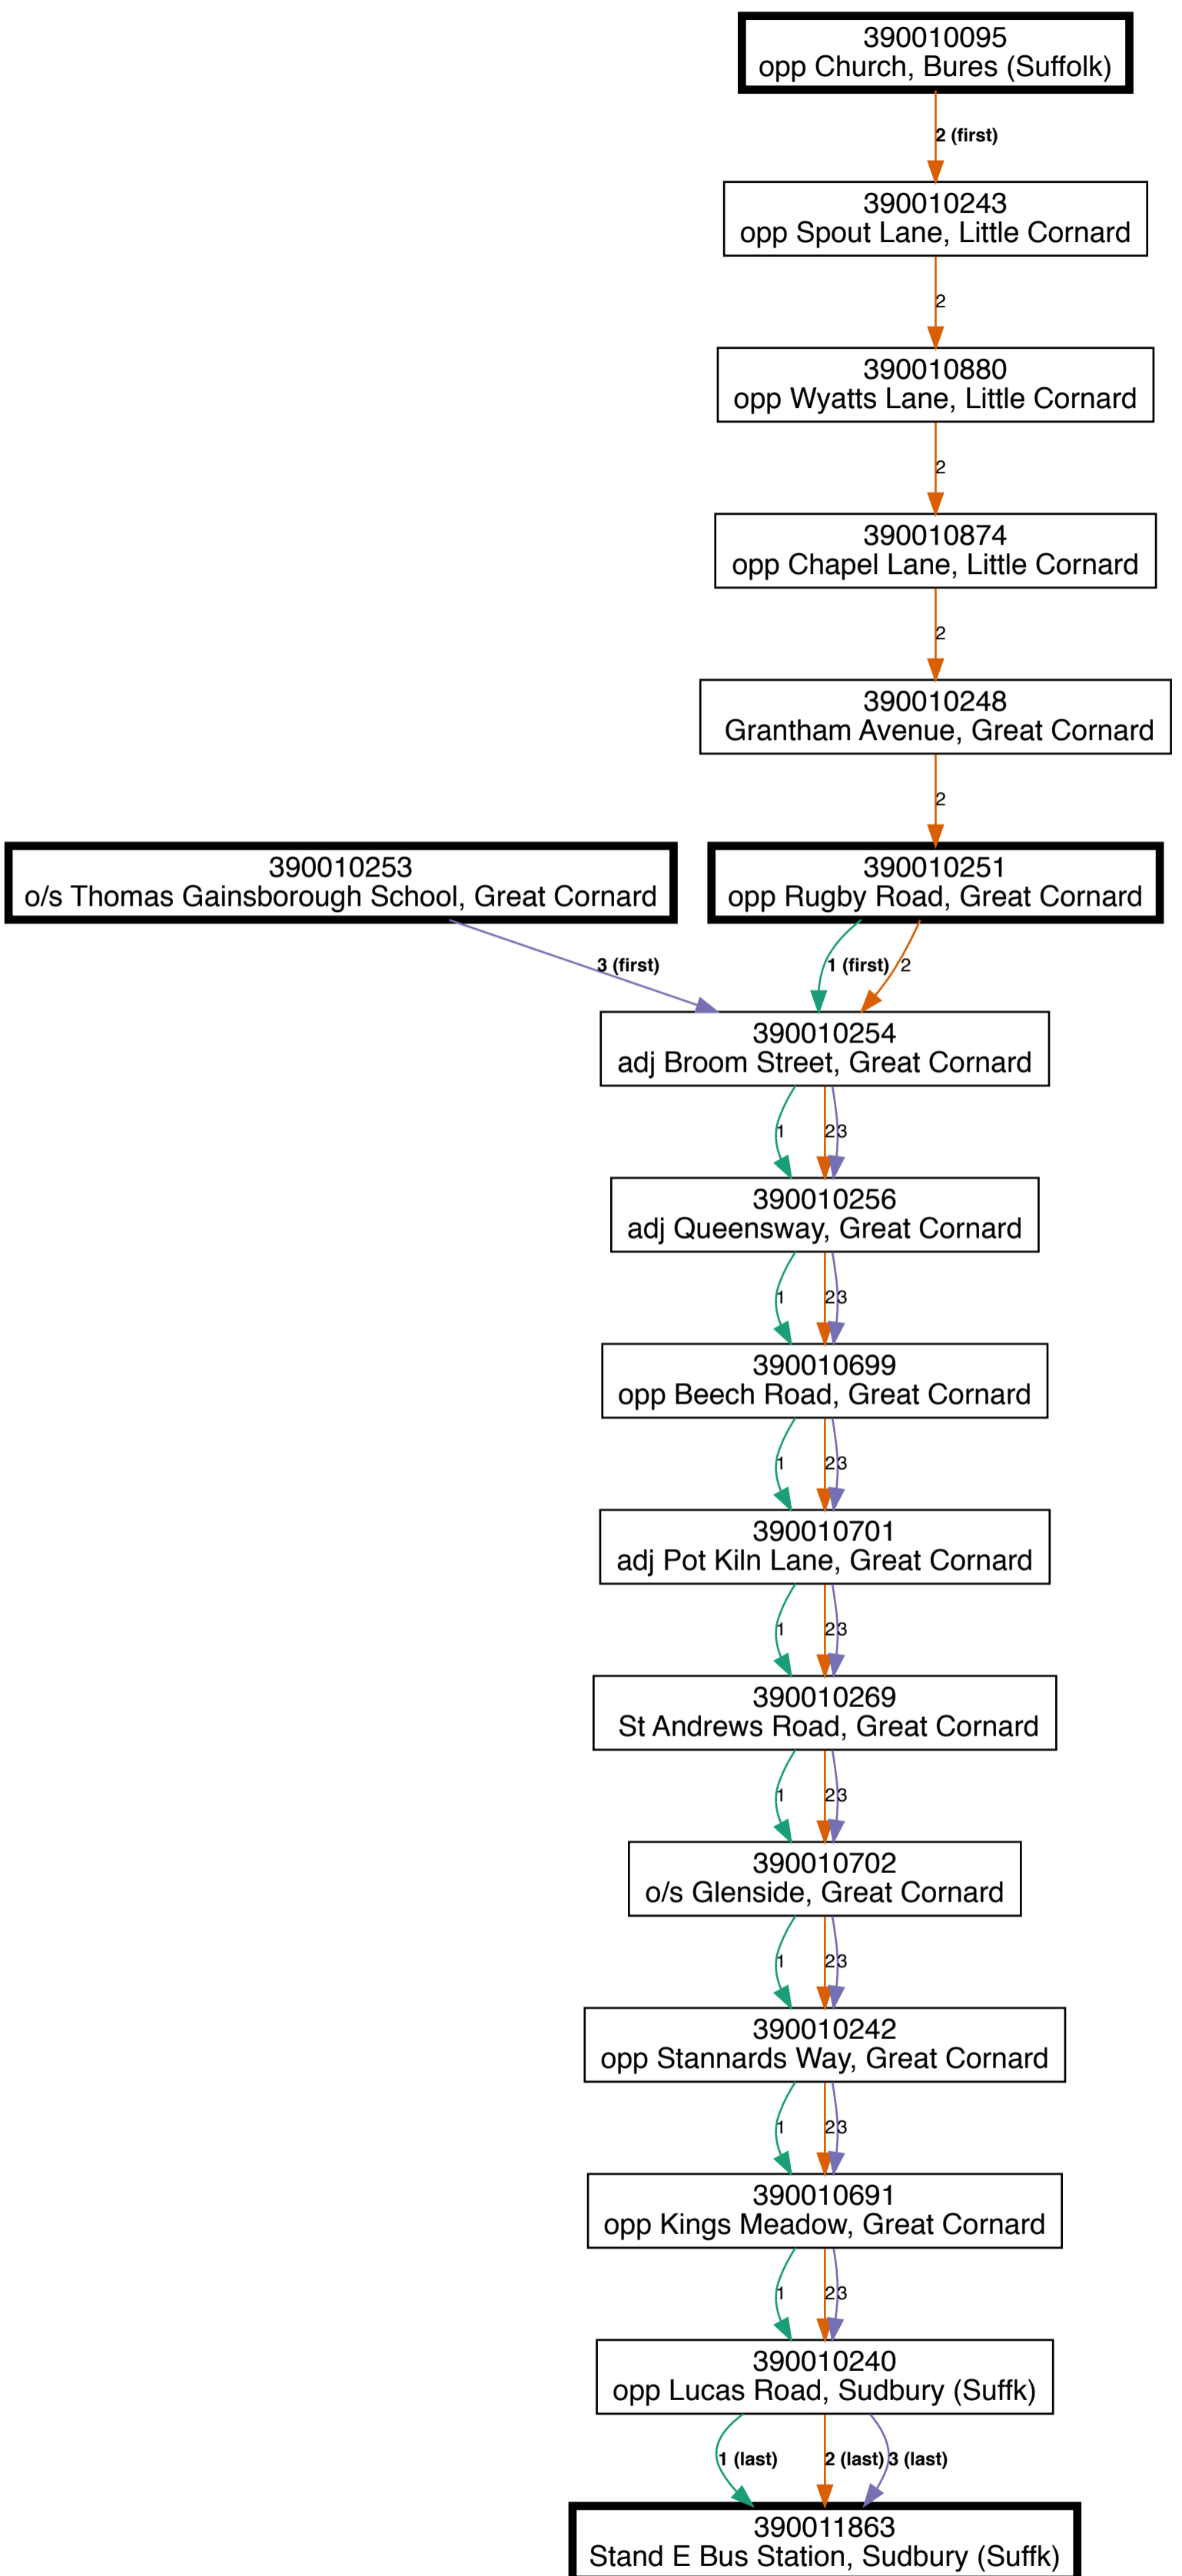 390010095
opp Church, Bures (Suffolk)
2 (first)
390010243
opp Spout Lane, Little Cornard
2
390010880
opp Wyatts Lane, Little Cornard
2
390010874
opp Chapel Lane, Little Cornard
2
390010248
Grantham Avenue, Great Cornard
2
390010253
o/s Thomas Gainsborough School, Great Cornard
390010251
opp Rugby Road, Great Cornard
3 (first)
1 (first)
2
390010254
adj Broom Street, Great Cornard
1
2
3
390010256
adj Queensway, Great Cornard
1
2
3
390010699
opp Beech Road, Great Cornard
1
2
3
390010701
adj Pot Kiln Lane, Great Cornard
1
2
3
390010269
St Andrews Road, Great Cornard
1
2
3
390010702
o/s Glenside, Great Cornard
1
2
3
390010242
opp Stannards Way, Great Cornard
1
2
3
390010691
opp Kings Meadow, Great Cornard
1
2
3
390010240
opp Lucas Road, Sudbury (Suffk)
1 (last)
2 (last)
3 (last)
390011863
Stand E Bus Station, Sudbury (Suffk)